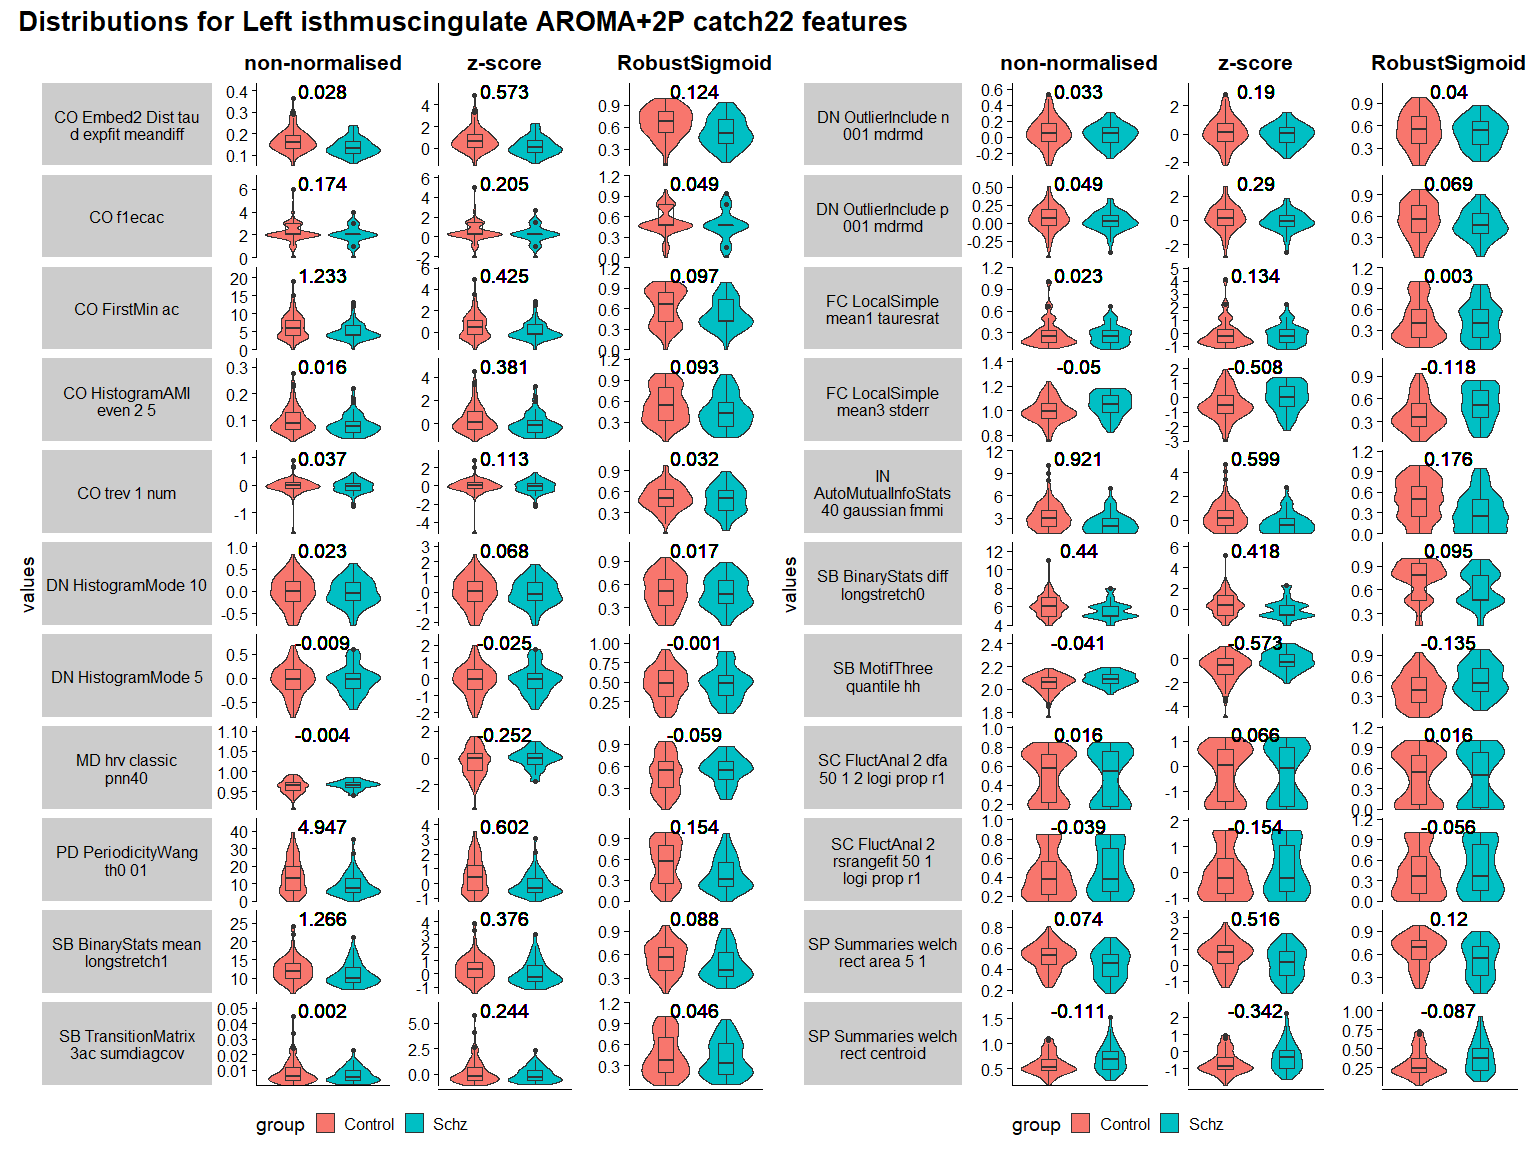 Distributions for Left isthmuscingulate AROMA+2P catch22 features
non-normalised z-score RobustSigmoid non-normalised z-score RobustSigmoid
values
values
CO Embed2 Dist tau
d expfit meandiff
0.4 0.3 0.2 0.1
0.028
4 2 0
0.573
0.9 0.6 0.3
0.124
CO f1ecac
6 4 2 0
0.174
6 4 2 0 -2
0.205
1.2 0.9 0.6 0.3 0.0
0.049
CO FirstMin ac
20 15 10 5 0
1.233
6 3 0
0.425
1.2 0.9 0.6 0.3 0.0
0.097
CO HistogramAMI
even 2 5
0.3 0.2 0.1
0.016
4 2 0
0.381
1.2 0.9 0.6 0.3
0.093
CO trev 1 num
1 0 -1
0.037
2 0 -2 -4
0.113
0.9 0.6 0.3
0.032
DN HistogramMode 10
1.0 0.5 0.0 -0.5
0.023
3 2 1 0 -1 -2
0.068
0.9 0.6 0.3
0.017
DN HistogramMode 5
0.5 0.0 -0.5
-0.009
2 1 0 -1 -2
-0.025
1.00 0.75 0.50 0.25
-0.001
MD hrv classic
pnn40
1.10 1.05 1.00 0.95
-0.004
2 0 -2
-0.252
0.9 0.6 0.3
-0.059
PD PeriodicityWang
th0 01
40 30 20 10 0
4.947
4 3 2 1 0 -1
0.602
0.9 0.6 0.3 0.0
0.154
SB BinaryStats mean
longstretch1
25 20 15 10
1.266
4 3 2 1 0 -1
0.376
0.9 0.6 0.3
0.088
SB TransitionMatrix
3ac sumdiagcov
0.05 0.04 0.03 0.02 0.01
0.002
5.0 2.5 0.0
0.244
1.2 0.9 0.6 0.3
0.046
group Control Schz
DN OutlierInclude n
001 mdrmd
0.6 0.4 0.2 0.0 -0.2
0.033
2 0 -2
0.19
0.9 0.6 0.3
0.04
DN OutlierInclude p
001 mdrmd
0.50 0.25 0.00 -0.25
0.049
2 0 -2
0.29
0.9 0.6 0.3
0.069
FC LocalSimple
mean1 tauresrat
1.2 0.9 0.6 0.3
0.023
5 4 3 2 1 0 -1
0.134
1.2 0.9 0.6 0.3 0.0
0.003
FC LocalSimple
mean3 stderr
1.4 1.2 1.0 0.8
-0.05
2 1 0 -1 -2 -3
-0.508
0.9 0.6 0.3
-0.118
IN
AutoMutualInfoStats
40 gaussian fmmi
12 9 6 3
0.921
4 2 0
0.599
1.2 0.9 0.6 0.3 0.0
0.176
SB BinaryStats diff
longstretch0
12 10 8 6 4
0.44
6 4 2 0
0.418
0.9 0.6 0.3
0.095
SB MotifThree
quantile hh
2.4 2.2 2.0 1.8
-0.041
0 -2 -4
-0.573
0.9 0.6 0.3
-0.135
SC FluctAnal 2 dfa
50 1 2 logi prop r1
1.0 0.8 0.6 0.4 0.2
0.016
1 0 -1
0.066
1.2 0.9 0.6 0.3 0.0
0.016
SC FluctAnal 2
rsrangefit 50 1
logi prop r1
1.0 0.8 0.6 0.4 0.2
-0.039
2 1 0 -1
-0.154
1.2 0.9 0.6 0.3 0.0
-0.056
SP Summaries welch
rect area 5 1
0.8 0.6 0.4 0.2
0.074
3 2 1 0 -1
0.516
0.9 0.6 0.3
0.12
SP Summaries welch
rect centroid
1.5 1.0 0.5
-0.111
2 1 0 -1
-0.342
1.00 0.75 0.50 0.25
-0.087
group Control Schz